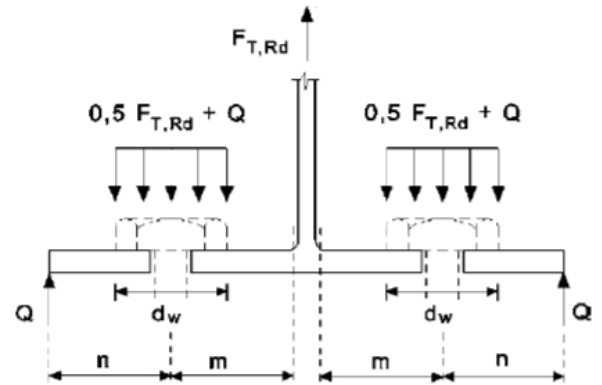 F_T,Rd
0,5 F_T,Rd + Q 0,5 F_T,Rd + Q
Q d_w d_w Q
n m m n